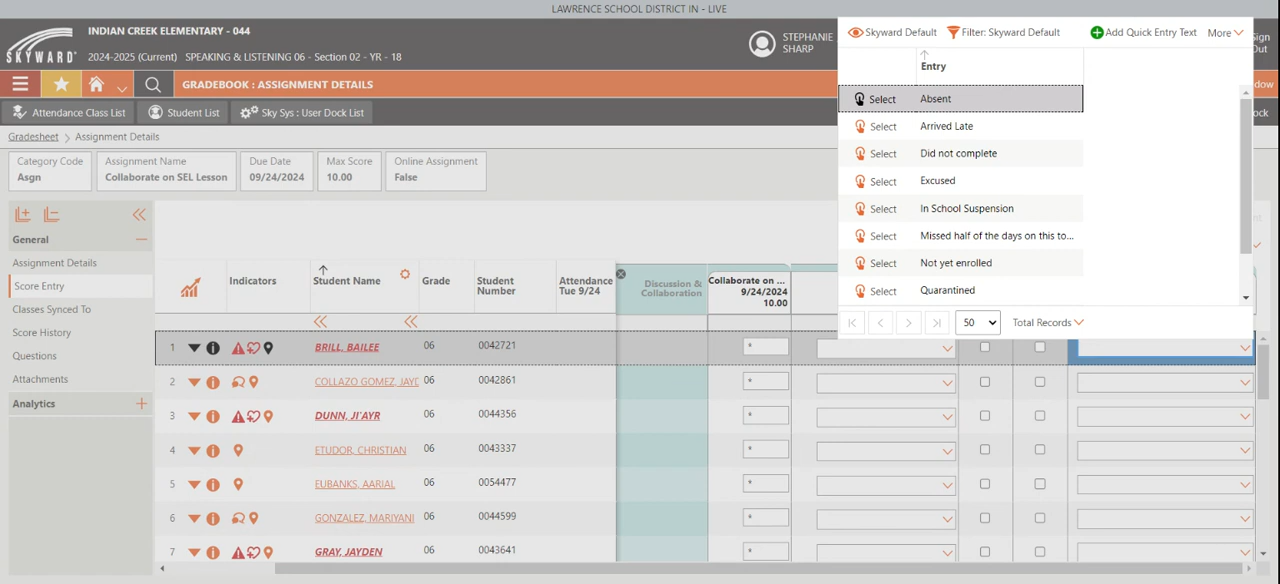 LAWRENCE SCHOOL DISTRICT IN - LIVE
SKYWARD
INDIAN CREEK ELEMENTARY - 044
2024-2025 (Current) SPEAKING & LISTENING 06 - Section 02 - YR - 18
STEPHANIE
SHARP
Sign
Out
GRADEBOOK : ASSIGNMENT DETAILS
dow
Attendance Class List
Student List
Sky Sys : User Dock List
ock
Gradesheet > Assignment Details
Category Code
Asgn
Assignment Name
Collaborate on SEL Lesson
Due Date
09/24/2024
Max Score
10.00
Online Assignment
False
General
Assignment Details
Score Entry
Classes Synced To
Score History
Questions
Attachments
Analytics
Skyward Default
Filter: Skyward Default
Add Quick Entry Text
More
Entry
Select Absent
Select Arrived Late
Select Did not complete
Select Excused
Select In School Suspension
Select Missed half of the days on this to...
Select Not yet enrolled
Select Quarantined
50
Total Records
Indicators
Student Name
Grade
Student
Number
Attendance
Tue 9/24
Discussion &
Collaboration
Collaborate on ...
9/24/2024
10.00
1 BRILL, BAILEE 06 0042721 *
2 COLLAZO GOMEZ, JAYD 06 0042861 *
3 DUNN, JI'AYR 06 0044356 *
4 ETUDOR, CHRISTIAN 06 0043337 *
5 EUBANKS, AARIAL 06 0054477 *
6 GONZALEZ, MARIYANI 06 0044599 *
7 GRAY, JAYDEN 06 0043641 *